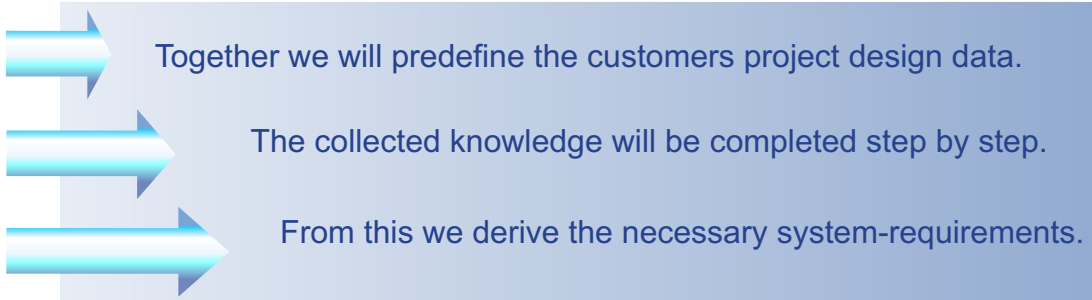 Together we will predefine the customers project design data.
The collected knowledge will be completed step by step.
From this we derive the necessary system-requirements.